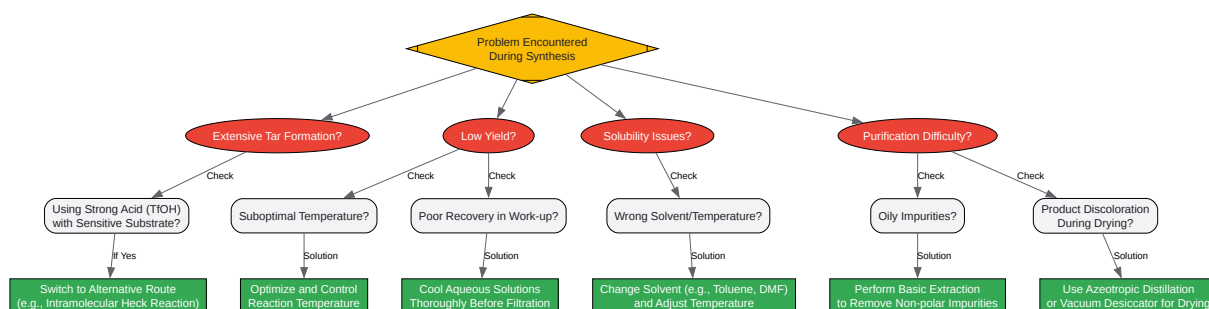 Problem Encountered
During Synthesis
Extensive Tar Formation?
Low Yield?
Solubility Issues?
Purification Difficulty?
Check
Check
Check
Check
Check
Check
Using Strong Acid (TfOH)
with Sensitive Substrate?
Suboptimal Temperature?
Poor Recovery in Work-up?
Wrong Solvent/Temperature?
Oily Impurities?
Product Discoloration
During Drying?
If Yes
Solution
Solution
Solution
Solution
Solution
Switch to Alternative Route
(e.g., Intramolecular Heck Reaction)
Optimize and Control
Reaction Temperature
Cool Aqueous Solutions
Thoroughly Before Filtration
Change Solvent (e.g., Toluene, DMF)
and Adjust Temperature
Perform Basic Extraction
to Remove Non-polar Impurities
Use Azeotropic Distillation
or Vacuum Desiccator for Drying